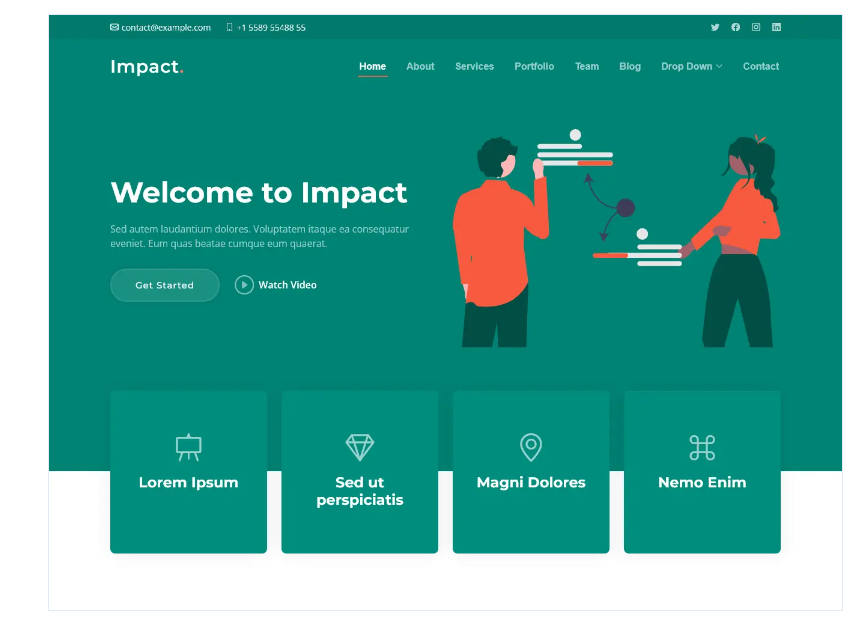 contact@example.com +1 5589 55488 55
Impact.
Home About Services Portfolio Team Blog Drop Down Contact
Welcome to Impact
Sed autem laudantium dolores. Voluptatem itaque ea consequatur
eveniet. Eum quas beatae cumque eum quaerat.
Get Started Watch Video
Lorem Ipsum
Sed ut
perspiciatis
Magni Dolores
Nemo Enim